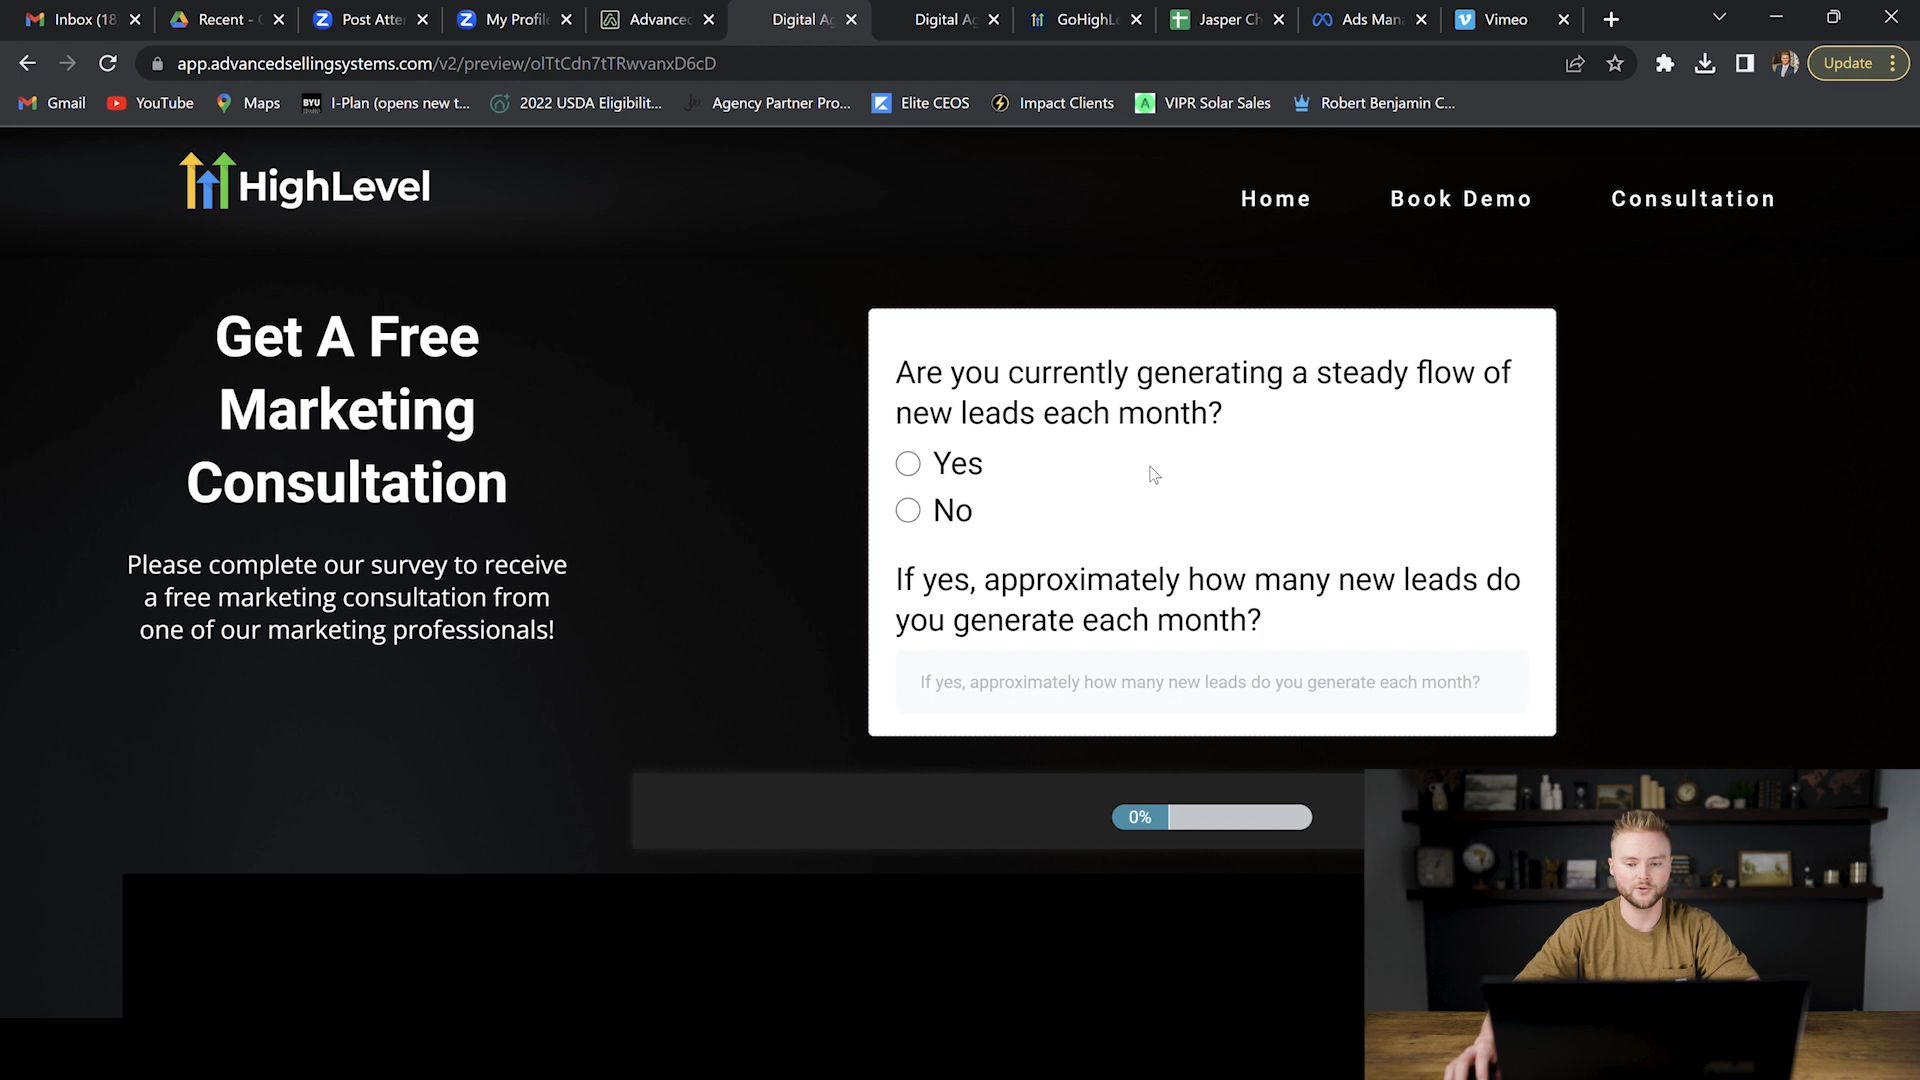 Inbox (18
Recent -
Post Atte
My Profil
Advance
Digital A
Digital A
GoHighL
Jasper C
Ads Man
Vimeo
app.advancedsellingsystems.com/v2/preview/olTtCdn7tTRwvanxD6cD
Update
Gmail
YouTube
Maps
BYU
I-Plan (opens new t...
2022 USDA Eligibilit...
Agency Partner Pro...
Elite CEOS
Impact Clients
VIPR Solar Sales
Robert Benjamin C...
HighLevel
Home
Book Demo
Consultation
Get A Free
Marketing
Consultation
Please complete our survey to receive
a free marketing consultation from
one of our marketing professionals!
Are you currently generating a steady flow of
new leads each month?
Yes
No
If yes, approximately how many new leads do
you generate each month?
If yes, approximately how many new leads do you generate each month?
0%